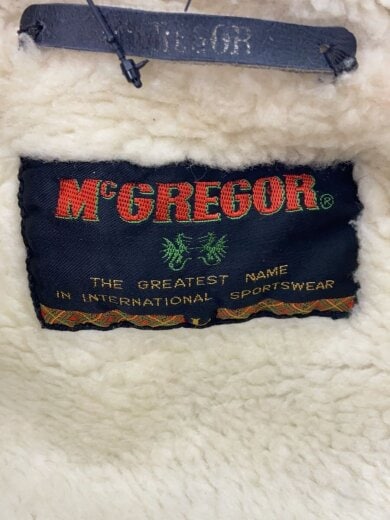 McGREGOR®
THE GREATEST NAME
IN INTERNATIONAL SPORTSWEAR
L